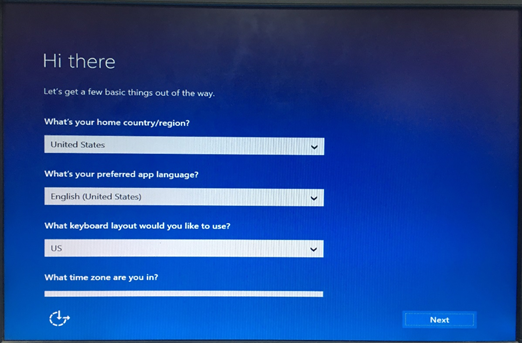 Hi there
Let's get a few basic things out of the way.
What's your home country/region?
United States
What's your preferred app language?
English (United States)
What keyboard layout would you like to use?
US
What time zone are you in?
Next